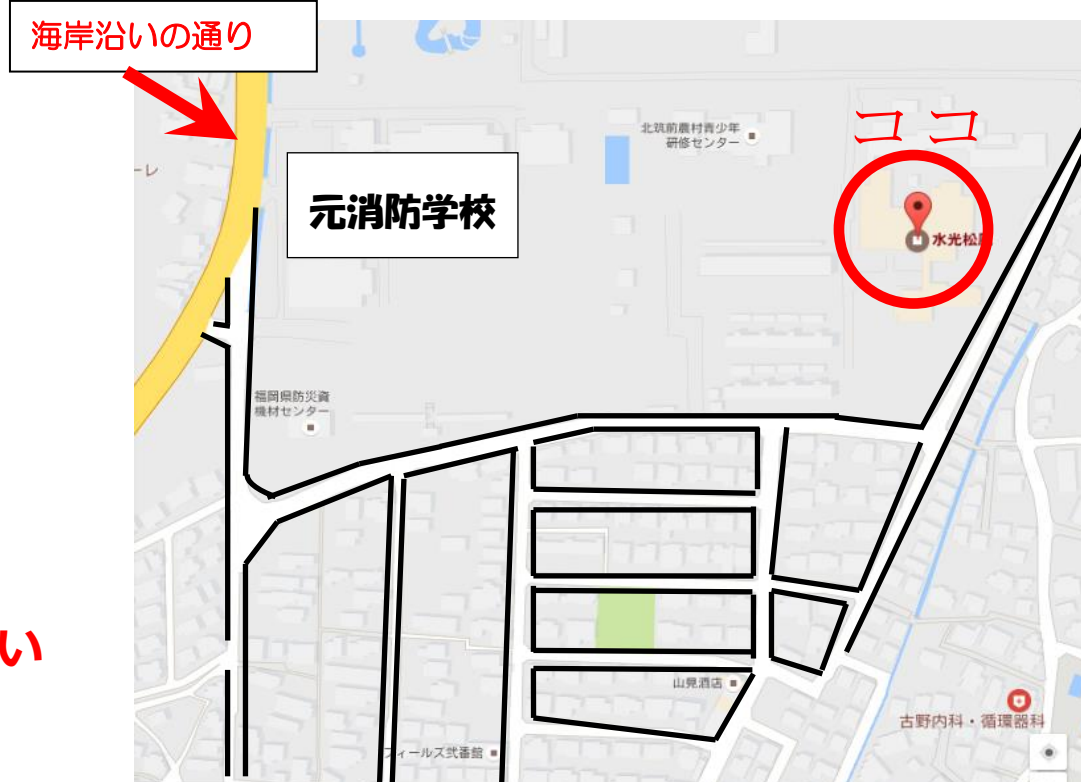 海岸沿いの通り
北筑前農村青少年
研修センター
ココ
ーレ
元消防学校
水光松
福岡県防災資
機材センター
い
山見酒店
古野内科・循環器科
フィールズ弐番館